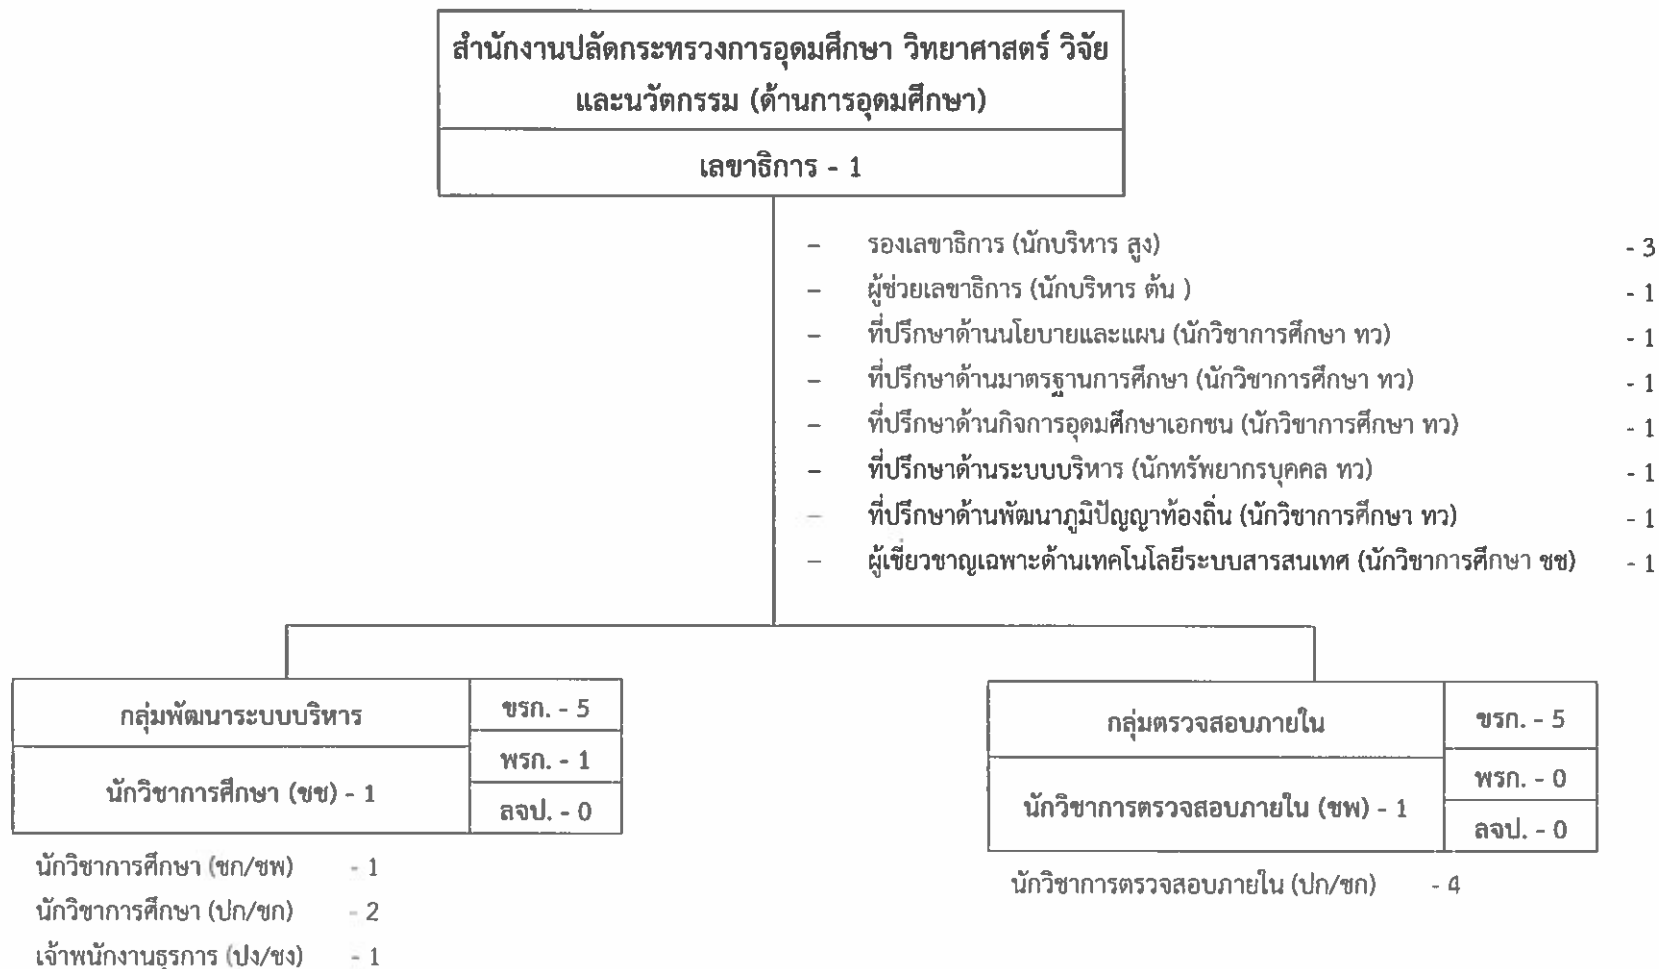 สำนักงานปลัดกระทรวงการอุดมศึกษา วิทยาศาสตร์ วิจัย
และนวัตกรรม (ด้านการอุดมศึกษา)
เลขาธิการ - 1
– รองเลขาธิการ (นักบริหาร สูง) - 3
– ผู้ช่วยเลขาธิการ (นักบริหาร ต้น ) - 1
– ที่ปรึกษาด้านนโยบายและแผน (นักวิชาการศึกษา ทว) - 1
– ที่ปรึกษาด้านมาตรฐานการศึกษา (นักวิชาการศึกษา ทว) - 1
– ที่ปรึกษาด้านกิจการอุดมศึกษาเอกชน (นักวิชาการศึกษา ทว) - 1
– ที่ปรึกษาด้านระบบบริหาร (นักทรัพยากรบุคคล ทว) - 1
– ที่ปรึกษาด้านพัฒนาภูมิปัญญาท้องถิ่น (นักวิชาการศึกษา ทว) - 1
– ผู้เชี่ยวชาญเฉพาะด้านเทคโนโลยีระบบสารสนเทศ (นักวิชาการศึกษา ชช) - 1
กลุ่มพัฒนาระบบบริหาร
นักวิชาการศึกษา (ชช) - 1
ขรก. - 5
พรก. - 1
ลจป. - 0
นักวิชาการศึกษา (ชก/ชพ) - 1
นักวิชาการศึกษา (ปก/ชก) - 2
เจ้าพนักงานธุรการ (ปง/ชง) - 1
กลุ่มตรวจสอบภายใน
นักวิชาการตรวจสอบภายใน (ชพ) - 1
ขรก. - 5
พรก. - 0
ลจป. - 0
นักวิชาการตรวจสอบภายใน (ปก/ชก) - 4